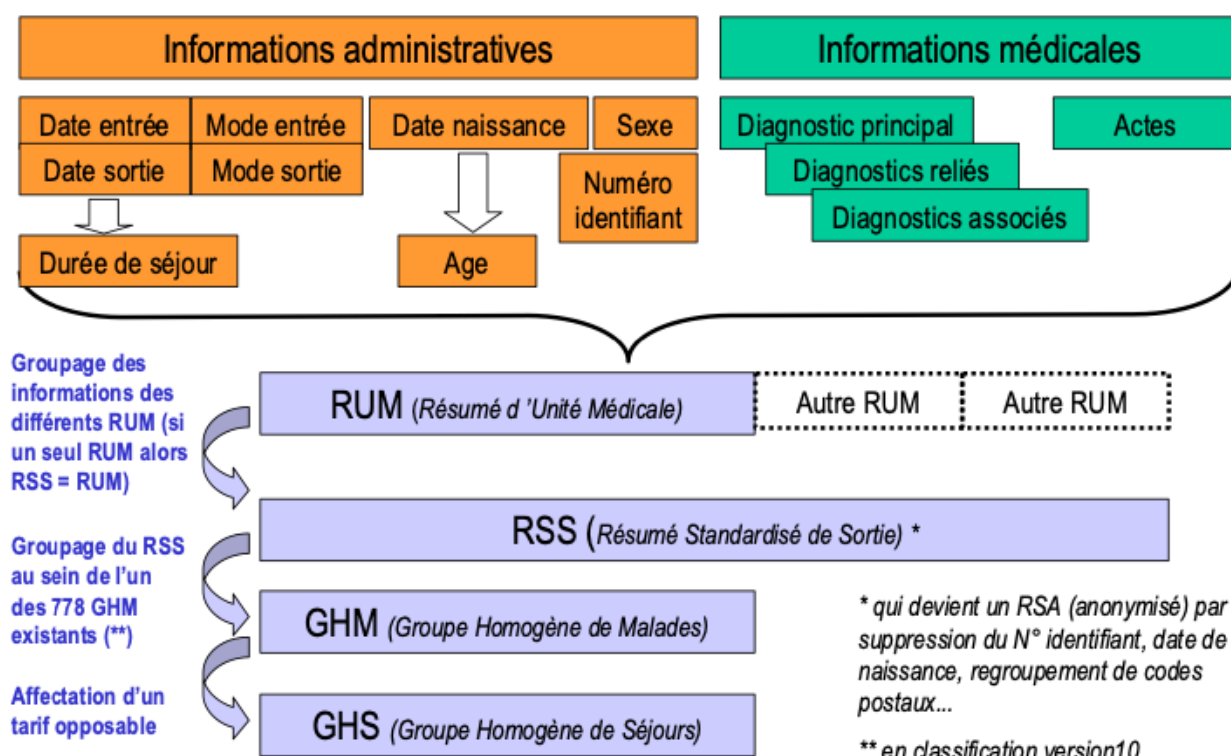 Informations administratives
Informations médicales
Date entrée
Mode entrée
Date naissance
Sexe
Diagnostic principal
Actes
Date sortie
Mode sortie
Numéro
identifiant
Diagnostics reliés
Diagnostics associés
Durée de séjour
Age
Groupage des
informations des
différents RUM (si
un seul RUM alors
RSS = RUM)
RUM (Résumé d 'Unité Médicale)
Autre RUM
Autre RUM
RSS (Résumé Standardisé de Sortie) *
Groupage du RSS
au sein de l'un
des 778 GHM
existants (**)
GHM (Groupe Homogène de Malades)
Affectation d'un
tarif opposable
GHS (Groupe Homogène de Séjours)
* qui devient un RSA (anonymisé) par
suppression du N° identifiant, date de
naissance, regroupement de codes
postaux...
** en classification version10